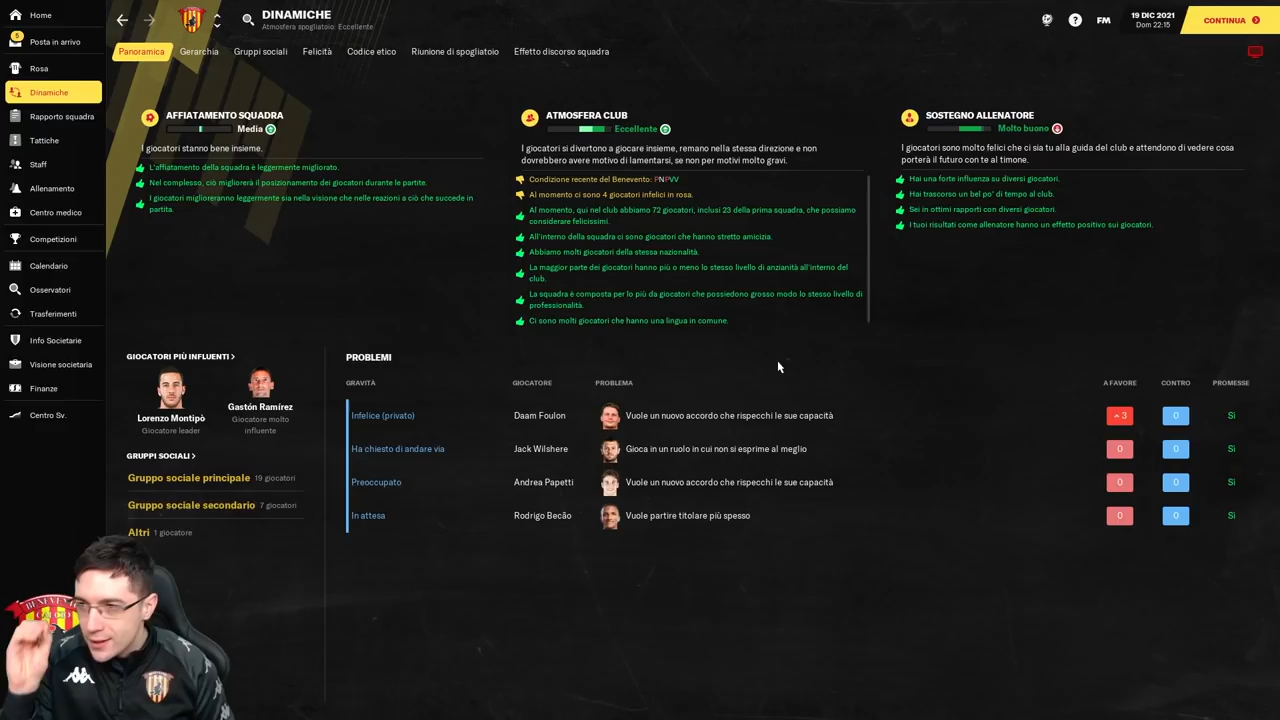 Home
5
Posta in arrivo
Rosa
Dinamiche
Rapporto squadra
Tattiche
Staff
Allenamento
Centro medico
Competizioni
Calendario
Osservatori
Trasferimenti
Info Societarie
Visione societaria
Finanze
Centro Sv.
DINAMICHE
Atmosfera spogliatoio: Eccellente
?
FM
19 DIC 2021
Dom 22:15
CONTINUA
Panoramica
Gerarchia
Gruppi sociali
Felicità
Codice etico
Riunione di spogliatoio
Effetto discorso squadra
AFFIATAMENTO SQUADRA
Media
I giocatori stanno bene insieme.
L'affiatamento della squadra è leggermente migliorato.
Nel complesso, ciò migliorerà il posizionamento dei giocatori durante le partite.
I giocatori miglioreranno leggermente sia nella visione che nelle reazioni a ciò che succede in
partita.
ATMOSFERA CLUB
Eccellente
I giocatori si divertono a giocare insieme, remano nella stessa direzione e non
dovrebbero avere motivo di lamentarsi, se non per motivi molto gravi.
Condizione recente del Benevento: PNPVV
Al momento ci sono 4 giocatori infelici in rosa.
Al momento, qui nel club abbiamo 72 giocatori, inclusi 23 della prima squadra, che possiamo
considerare felicissimi.
All'interno della squadra ci sono giocatori che hanno stretto amicizia.
Abbiamo molti giocatori della stessa nazionalità.
La maggior parte dei giocatori hanno più o meno lo stesso livello di anzianità all'interno del
club.
La squadra è composta per lo più da giocatori che possiedono grosso modo lo stesso livello di
professionalità.
Ci sono molti giocatori che hanno una lingua in comune.
SOSTEGNO ALLENATORE
Molto buono
I giocatori sono molto felici che ci sia tu alla guida del club e attendono di vedere cosa
porterà il futuro con te al timone.
Hai una forte influenza su diversi giocatori.
Hai trascorso un bel po' di tempo al club.
Sei in ottimi rapporti con diversi giocatori.
I tuoi risultati come allenatore hanno un effetto positivo sui giocatori.
GIOCATORI PIÙ INFLUENTI >
Lorenzo Montipò
Giocatore leader
Gastón Ramírez
Giocatore molto
influente
GRUPPI SOCIALI >
Gruppo sociale principale 19 giocatori
Gruppo sociale secondario 7 giocatori
Altri 1 giocatore
PROBLEMI
GRAVITÀ GIOCATORE PROBLEMA A FAVORE CONTRO PROMESSE
Infelice (privato) Daam Foulon Vuole un nuovo accordo che rispecchi le sue capacità 3 0 Sì
Ha chiesto di andare via Jack Wilshere Gioca in un ruolo in cui non si esprime al meglio 0 0 Sì
Preoccupato Andrea Papetti Vuole un nuovo accordo che rispecchi le sue capacità 0 0 Sì
In attesa Rodrigo Becão Vuole partire titolare più spesso 0 0 Sì